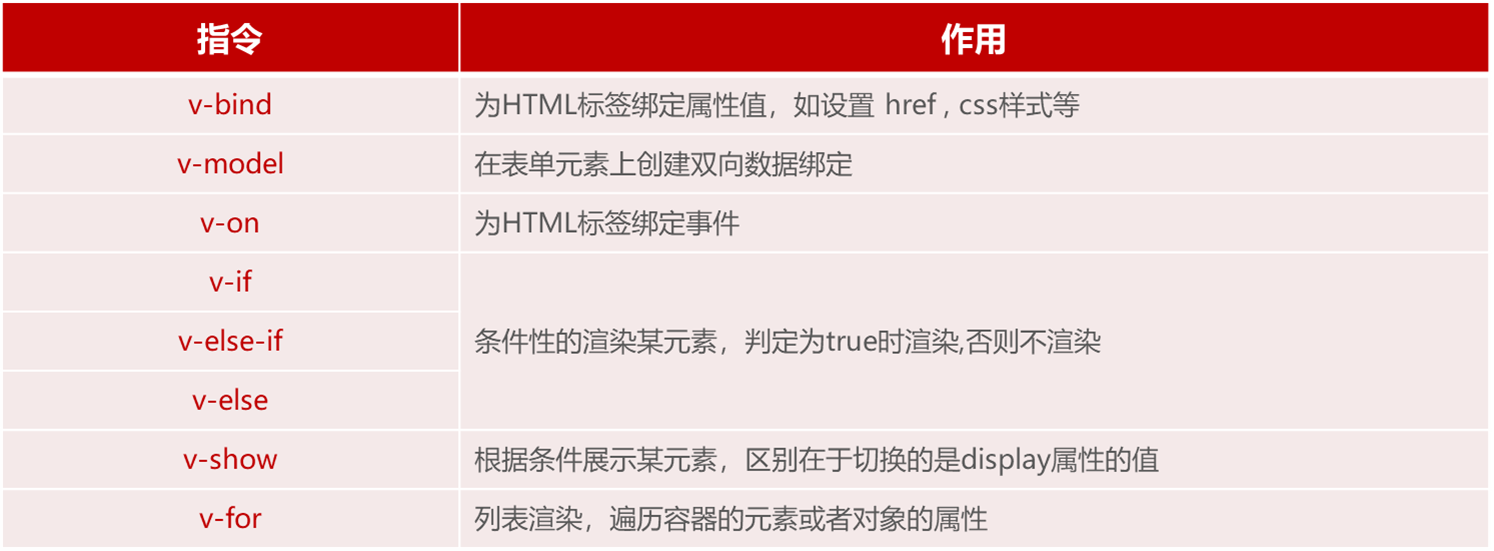 指令 作用
v-bind 为HTML标签绑定属性值，如设置 href , css样式等
v-model 在表单元素上创建双向数据绑定
v-on 为HTML标签绑定事件
v-if
v-else-if 条件性的渲染某元素，判定为true时渲染,否则不渲染
v-else
v-show 根据条件展示某元素，区别在于切换的是display属性的值
v-for 列表渲染，遍历容器的元素或者对象的属性